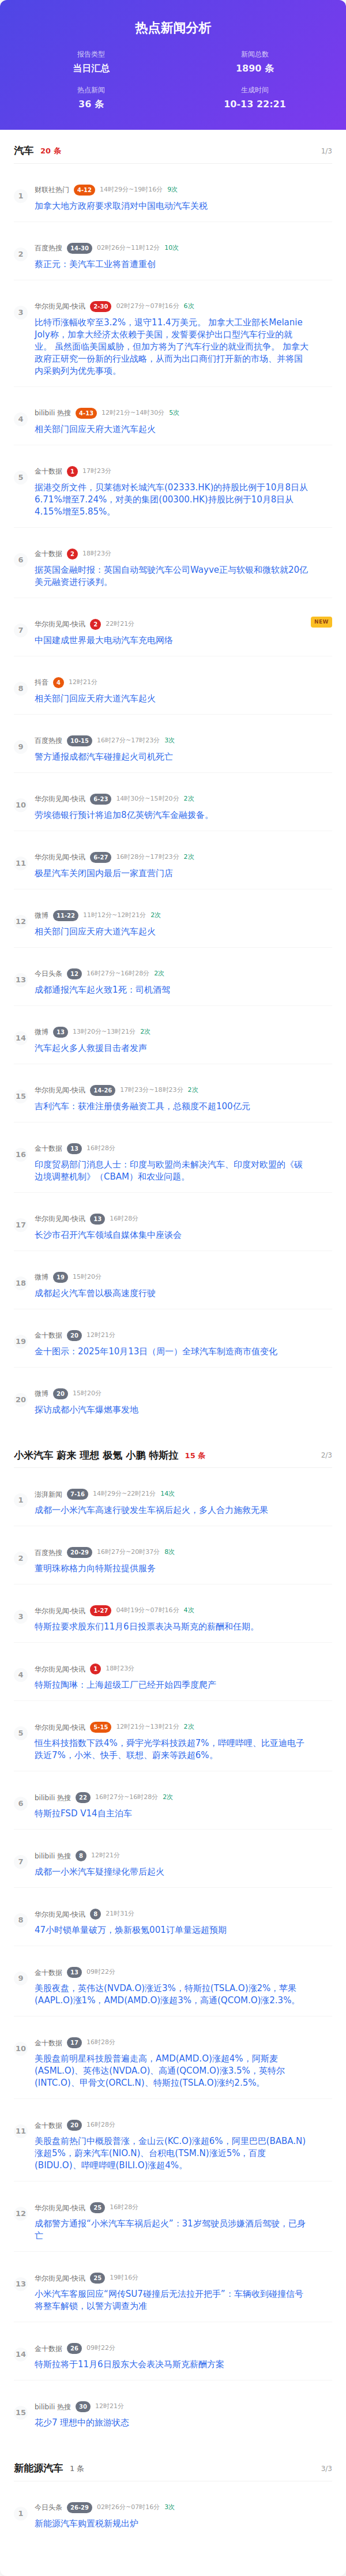 热点新闻分析
报告类型
新闻总数
当日汇总
1890 条
热点新闻
生成时间
36 条
10-13 22:21
汽车 20 条 1/3
1
财联社热门 4-12 14时29分~19时16分 9次
加拿大地方政府要求取消对中国电动汽车关税
2
百度热搜 14-30 02时26分~11时12分 10次
蔡正元：美汽车工业将首遭重创
3
华尔街见闻-快讯 2-30 02时27分~07时16分 6次
比特币涨幅收窄至3.2%，退守11.4万美元。 加拿大工业部长Melanie
Joly称，加拿大经济太依赖于美国，发誓要保护出口型汽车行业的就
业。 虽然面临美国威胁，但加方将为了汽车行业的就业而抗争。 加拿大
政府正研究一份新的行业战略，从而为出口商们打开新的市场、并将国
内采购列为优先事项。
4
bilibili 热搜 4-13 12时21分~14时30分 5次
相关部门回应天府大道汽车起火
5
金十数据 1 17时23分
据港交所文件，贝莱德对长城汽车(02333.HK)的持股比例于10月8日从
6.71%增至7.24%，对美的集团(00300.HK)持股比例于10月8日从
4.15%增至5.85%。
6
金十数据 2 18时23分
据英国金融时报：英国自动驾驶汽车公司Wayve正与软银和微软就20亿
美元融资进行谈判。
7
华尔街见闻-快讯 2 22时21分 NEW
中国建成世界最大电动汽车充电网络
8
抖音 4 12时21分
相关部门回应天府大道汽车起火
9
百度热搜 10-15 16时27分~17时23分 3次
警方通报成都汽车碰撞起火司机死亡
10
华尔街见闻-快讯 6-23 14时30分~15时20分 2次
劳埃德银行预计将追加8亿英镑汽车金融拨备。
11
华尔街见闻-快讯 6-27 16时28分~17时23分 2次
极星汽车关闭国内最后一家直营门店
12
微博 11-22 11时12分~12时21分 2次
相关部门回应天府大道汽车起火
13
今日头条 12 16时27分~16时28分 2次
成都通报汽车起火致1死：司机酒驾
14
微博 13 13时20分~13时21分 2次
汽车起火多人救援目击者发声
15
华尔街见闻-快讯 14-26 17时23分~18时23分 2次
吉利汽车：获准注册债务融资工具，总额度不超100亿元
16
金十数据 13 16时28分
印度贸易部门消息人士：印度与欧盟尚未解决汽车、印度对欧盟的《碳
边境调整机制》（CBAM）和农业问题。
17
华尔街见闻-快讯 13 16时28分
长沙市召开汽车领域自媒体集中座谈会
18
微博 19 15时20分
成都起火汽车曾以极高速度行驶
19
金十数据 20 12时21分
金十图示：2025年10月13日（周一）全球汽车制造商市值变化
20
微博 20 15时20分
探访成都小汽车爆燃事发地
小米汽车 蔚来 理想 极氪 小鹏 特斯拉 15 条 2/3
1
澎湃新闻 7-16 14时29分~22时21分 14次
成都一小米汽车高速行驶发生车祸后起火，多人合力施救无果
2
百度热搜 20-29 16时27分~20时37分 8次
董明珠称格力向特斯拉提供服务
3
华尔街见闻-快讯 1-27 04时19分~07时16分 4次
特斯拉要求股东们11月6日投票表决马斯克的薪酬和任期。
4
华尔街见闻-快讯 1 18时23分
特斯拉陶琳：上海超级工厂已经开始四季度爬产
5
华尔街见闻-快讯 5-15 12时21分~13时21分 2次
恒生科技指数下跌4%，舜宇光学科技跌超7%，哔哩哔哩、比亚迪电子
跌近7%，小米、快手、联想、蔚来等跌超6%。
6
bilibili 热搜 22 16时27分~16时28分 2次
特斯拉FSD V14自主泊车
7
bilibili 热搜 8 12时21分
成都一小米汽车疑撞绿化带后起火
8
华尔街见闻-快讯 8 21时31分
47小时锁单量破万，焕新极氪001订单量远超预期
9
金十数据 13 09时22分
美股夜盘，英伟达(NVDA.O)涨近3%，特斯拉(TSLA.O)涨2%，苹果
(AAPL.O)涨1%，AMD(AMD.O)涨超3%，高通(QCOM.O)涨2.3%。
10
金十数据 17 16时28分
美股盘前明星科技股普遍走高，AMD(AMD.O)涨超4%，阿斯麦
(ASML.O)、英伟达(NVDA.O)、高通(QCOM.O)涨3.5%，英特尔
(INTC.O)、甲骨文(ORCL.N)、特斯拉(TSLA.O)涨约2.5%。
11
金十数据 20 16时28分
美股盘前热门中概股普涨，金山云(KC.O)涨超6%，阿里巴巴(BABA.N)
涨超5%，蔚来汽车(NIO.N)、台积电(TSM.N)涨近5%，百度
(BIDU.O)、哔哩哔哩(BILI.O)涨超4%。
12
华尔街见闻-快讯 25 16时28分
成都警方通报“小米汽车车祸后起火”：31岁驾驶员涉嫌酒后驾驶，已身
亡
13
华尔街见闻-快讯 25 19时16分
小米汽车客服回应“网传SU7碰撞后无法拉开把手”：车辆收到碰撞信号
将整车解锁，以警方调查为准
14
金十数据 26 09时22分
特斯拉将于11月6日股东大会表决马斯克薪酬方案
15
bilibili 热搜 30 12时21分
花少7 理想中的旅游状态
新能源汽车 1 条 3/3
1
今日头条 26-29 02时26分~07时16分 3次
新能源汽车购置税新规出炉